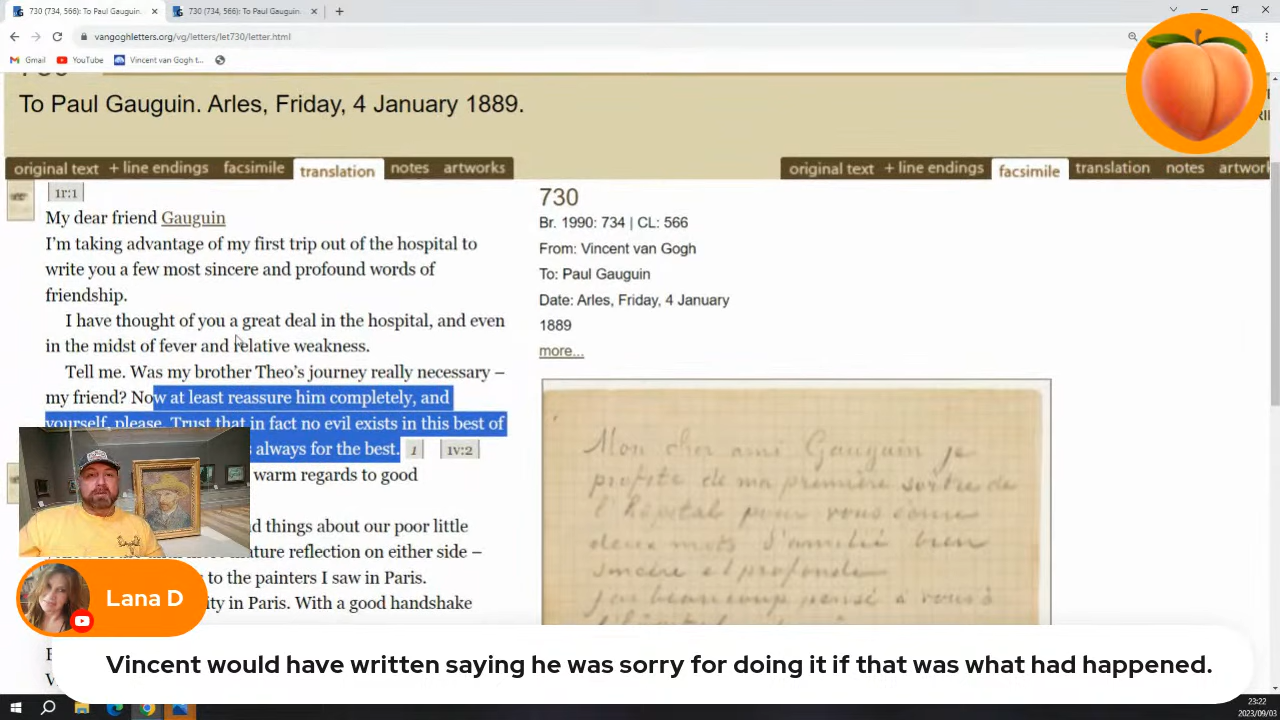 730 (734, 566): To Paul Gauguin. 
730 (734, 566): To Paul Gauguin. 
vangoghletters.org/vg/letters/let730/letter.html
Gmail
YouTube
Vincent van Gogh t...
To Paul Gauguin. Arles, Friday, 4 January 1889.
original text + line endings facsimile translation notes artworks
1r:1
My dear friend Gauguin
I'm taking advantage of my first trip out of the hospital to
write you a few most sincere and profound words of
friendship.
I have thought of you a great deal in the hospital, and even
in the midst of fever and relative weakness.
Tell me. Was my brother Theo's journey really necessary –
my friend? Now at least reassure him completely, and
yourself, please. Trust that in fact no evil exists in this best of
always for the best. 1 1v:2
warm regards to good
things about our poor little
mature reflection on either side –
to the painters I saw in Paris.
in Paris. With a good handshake
original text + line endings facsimile translation notes
730
Br. 1990: 734 | CL: 566
From: Vincent van Gogh
To: Paul Gauguin
Date: Arles, Friday, 4 January
1889
more...
Mon cher ami Gauguin je
profite de ma première sortie de
l'hopital pour vous écrire
deux mots d'amitié bien
sincère et profonde
j'ai beaucoup pensé à vous à
Lana D
Vincent would have written saying he was sorry for doing it if that was what had happened.
23:22
2023/09/03